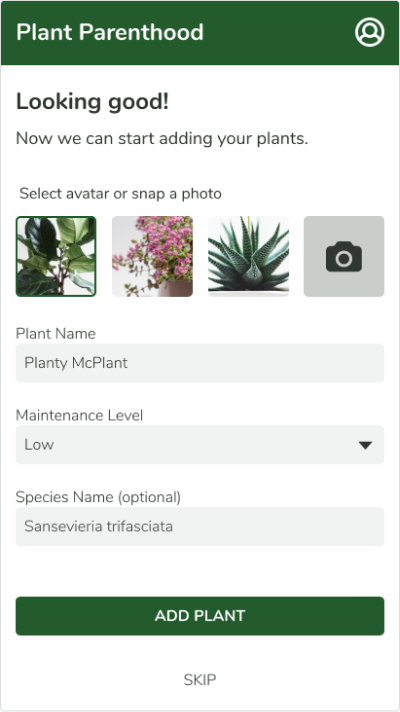 Plant Parenthood
Looking good!
Now we can start adding your plants.
Select avatar or snap a photo
Plant Name
Planty McPlant
Maintenance Level
Low
Species Name (optional)
Sansevieria trifasciata
ADD PLANT
SKIP